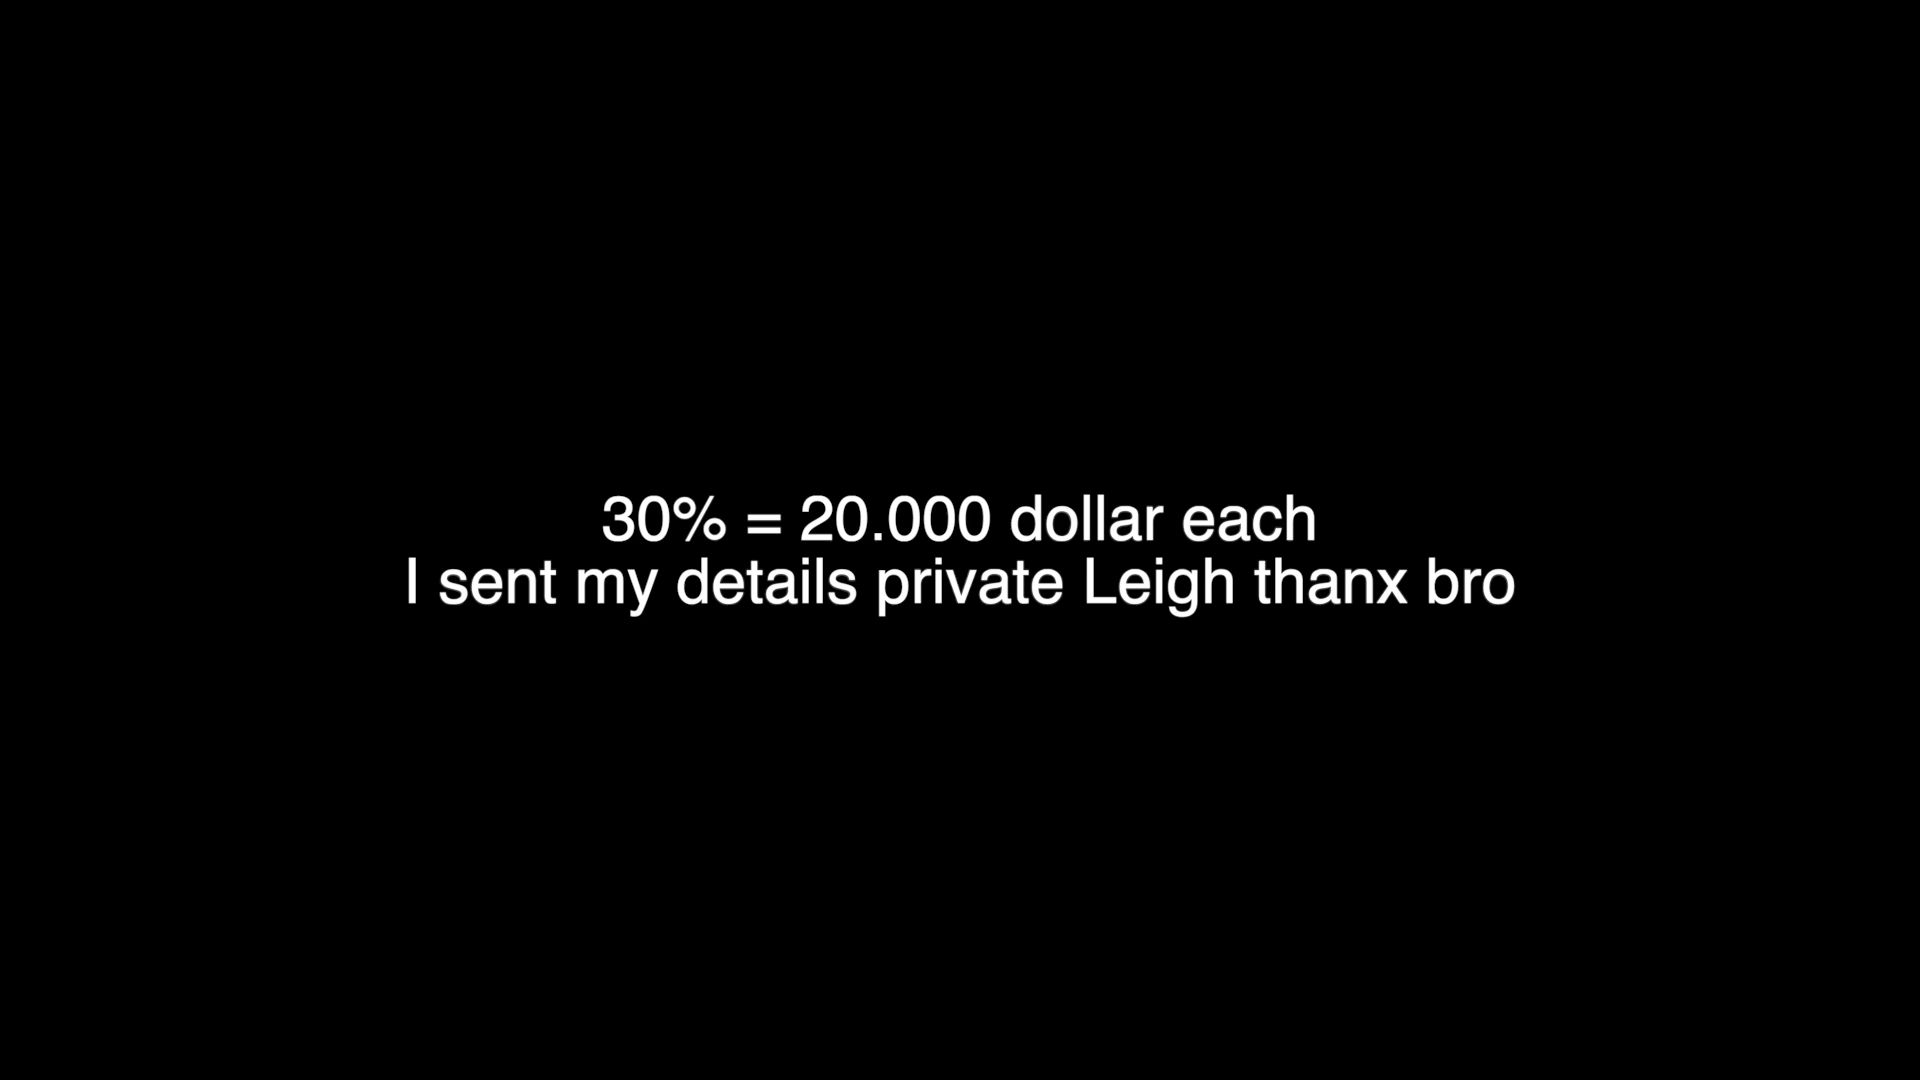 30% = 20.000 dollar each
I sent my details private Leigh thanx bro